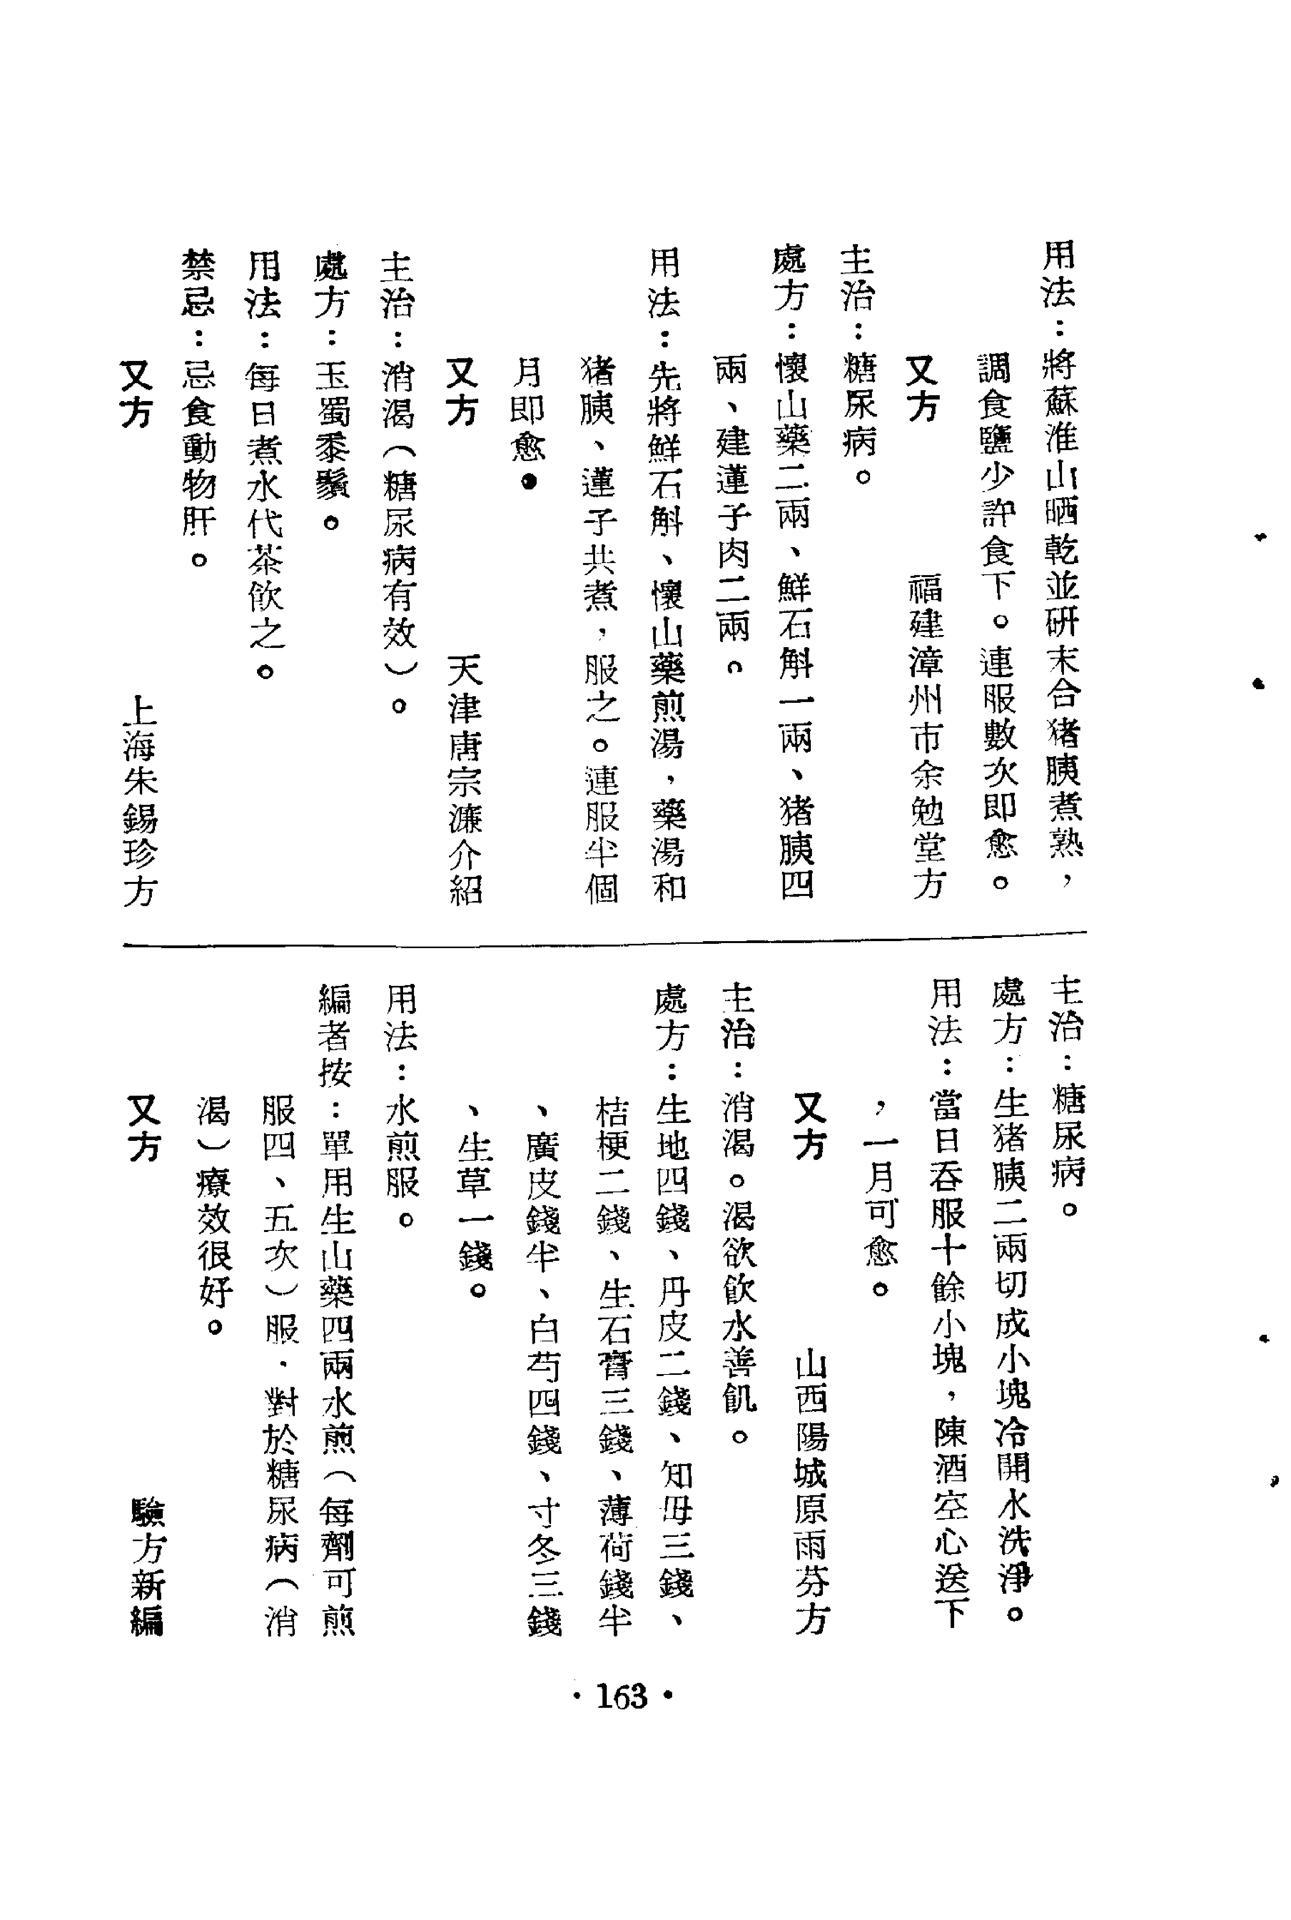 用法：將蘇淮山晒乾並研末合猪胰煮熟，
調食鹽少許食下。連服數次即愈。
又方　福建漳州市余勉堂方
主治：糖尿病。
處方：懷山藥二兩、鮮石斛一兩、猪胰四
兩、建蓮子肉二兩。
用法：先將鮮石斛、懷山藥煎湯，藥湯和
猪胰、蓮子共煮，服之。連服半個
月即愈。
又方　天津唐宗濂介紹
主治：消渴（糖尿病有效）。
處方：玉蜀黍鬚。
用法：每日煮水代茶飮之。
禁忌：忌食動物肝。
又方　上海朱錫珍方
主治：糖尿病。
處方：生猪胰二兩切成小塊冷開水洗淨。
用法：當日吞服十餘小塊，陳酒空心送下
，一月可愈。
又方　山西陽城原雨芬方
主治：消渴。渴欲飮水善飢。
處方：生地四錢、丹皮二錢、知毋三錢、
桔梗二錢、生石膏三錢、薄荷錢半
、廣皮錢半、白芍四錢、寸冬三錢
、生草一錢。
用法：水煎服。
編者按：單用生山藥四兩水煎（每劑可煎
服四、五次）服．對於糖尿病（消
渴）療效很好。
又方　驗方新編
·163·